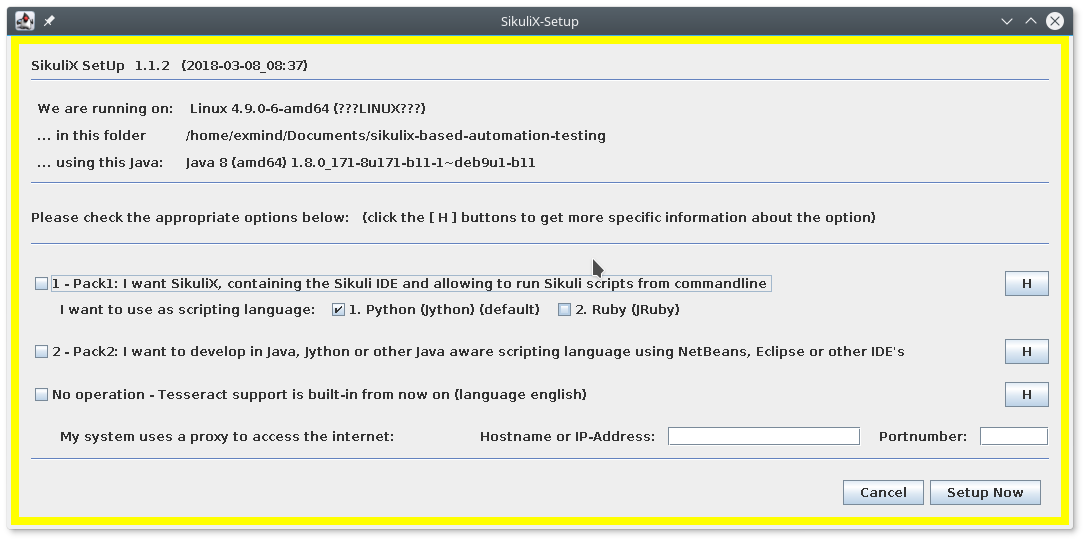 SikuliX-Setup
SikuliX SetUp 1.1.2 (2018-03-08_08:37)
We are running on: Linux 4.9.0-6-amd64 (???LINUX???)
... in this folder /home/exmind/Documents/sikulix-based-automation-testing
... using this Java: Java 8 (amd64) 1.8.0_171-8u171-b11-1~deb9u1-b11
Please check the appropriate options below: (click the [ H ] buttons to get more specific information about the option)
1 - Pack1: I want SikuliX, containing the Sikuli IDE and allowing to run Sikuli scripts from commandline H
I want to use as scripting language: 1. Python (Jython) (default) 2. Ruby (JRuby)
2 - Pack2: I want to develop in Java, Jython or other Java aware scripting language using NetBeans, Eclipse or other IDE's H
No operation - Tesseract support is built-in from now on (language english) H
My system uses a proxy to access the internet: Hostname or IP-Address: Portnumber:
Cancel Setup Now